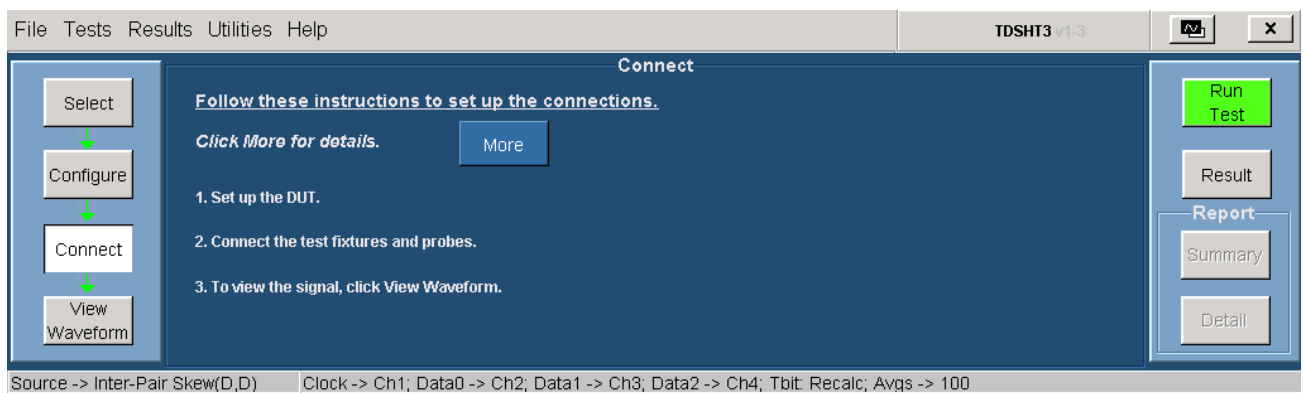 File Tests Results Utilities Help
TDSHT3 v1-3
x
Connect
Select
Configure
Connect
View
Waveform
Follow these instructions to set up the connections.
Click More for details.
More
1. Set up the DUT.
2. Connect the test fixtures and probes.
3. To view the signal, click View Waveform.
Run
Test
Result
Report
Summary
Detail
Source -> Inter-Pair Skew(D,D) Clock -> Ch1; Data0 -> Ch2; Data1 -> Ch3; Data2 -> Ch4; Tbit: Recalc; Avgs -> 100